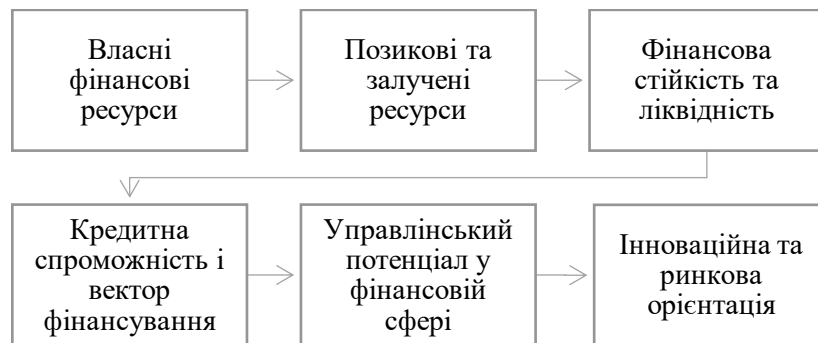 Власні
фінансові
ресурси
Позикові та
залучені
ресурси
Фінансова
стійкість та
ліквідність
Кредитна
спроможність і
вектор
фінансування
Управлінський
потенціал у
фінансовій
сфері
Інноваційна та
ринкова
орієнтація